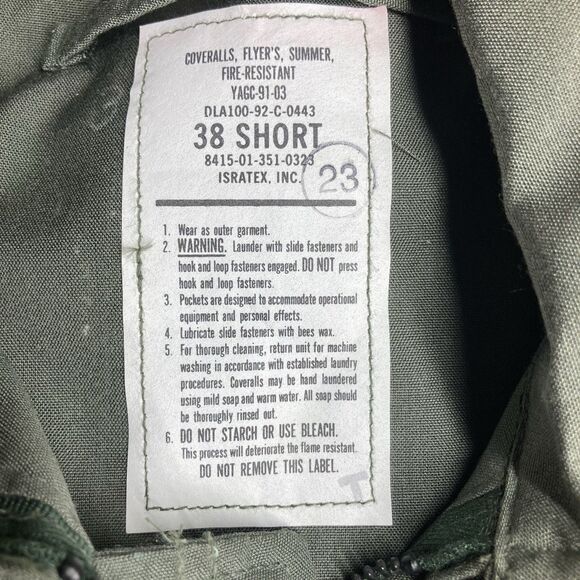 COVERALLS, FLYER'S, SUMMER,
FIRE-RESISTANT
YAGC-91-03
DLA100-92-C-0443
38 SHORT
8415-01-351-0323
ISRATEX, INC.
23
1. Wear as outer garment.
2. WARNING. Launder with slide fasteners and
hook and loop fasteners engaged. DO NOT press
hook and loop fasteners.
3. Pockets are designed to accommodate operational
equipment and personal effects.
4. Lubricate slide fasteners with bees wax.
5. For thorough cleaning, return unit for machine
washing in accordance with established laundry
procedures. Coveralls may be hand laundered
using mild soap and warm water. All soap should
be thoroughly rinsed out.
6. DO NOT STARCH OR USE BLEACH.
This process will deteriorate the flame resistant.
DO NOT REMOVE THIS LABEL.
T